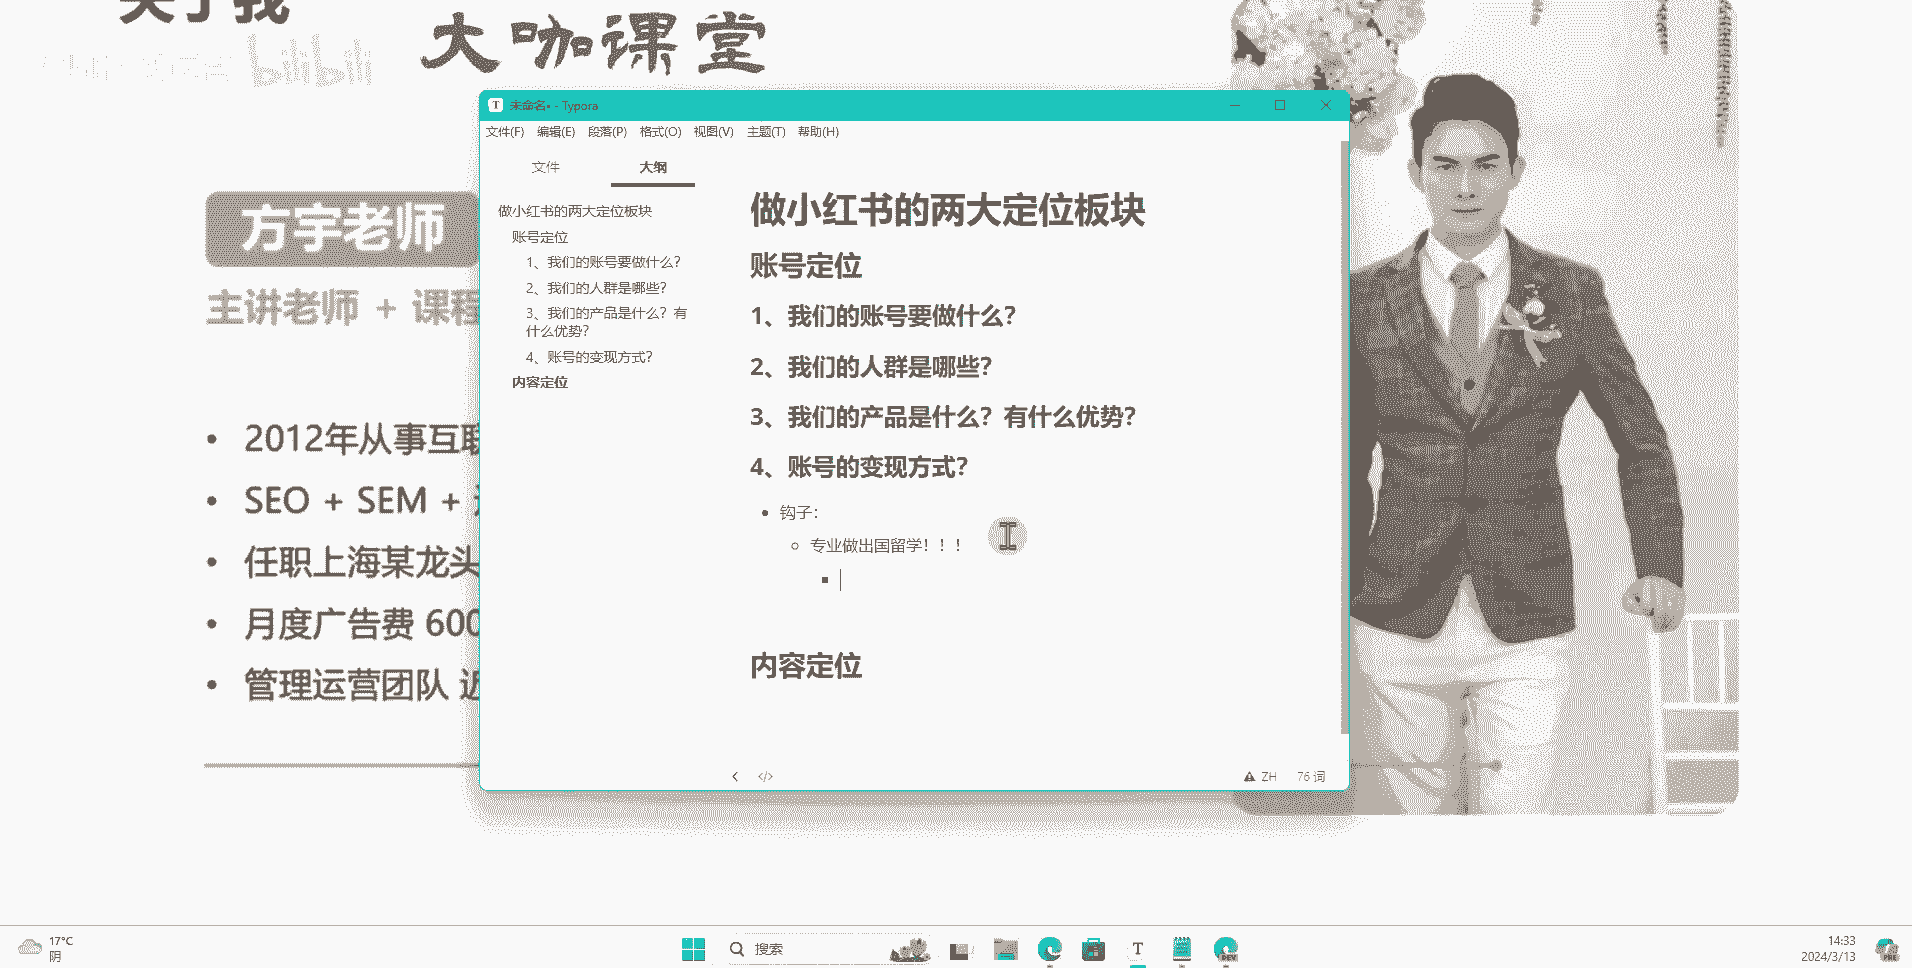 关于我
bilibili
大咖课堂
方宇老师
主讲老师 + 课程
2012年从事互联
SEO + SEM +
任职上海某龙头
月度广告费 600
管理运营团队 近
未命名• - Typora
文件(F) 编辑(E) 段落(P) 格式(O) 视图(V) 主题(T) 帮助(H)
文件 大纲
做小红书的两大定位板块
账号定位
1、我们的账号要做什么?
2、我们的人群是哪些?
3、我们的产品是什么? 有
什么优势?
4、账号的变现方式?
内容定位
做小红书的两大定位板块
账号定位
1、我们的账号要做什么?
2、我们的人群是哪些?
3、我们的产品是什么? 有什么优势?
4、账号的变现方式?
钩子:
专业做出国留学! ! !
内容定位
ZH 76 词
17°C
阴
搜索
T
DEV
14:33
2024/3/13
PRE